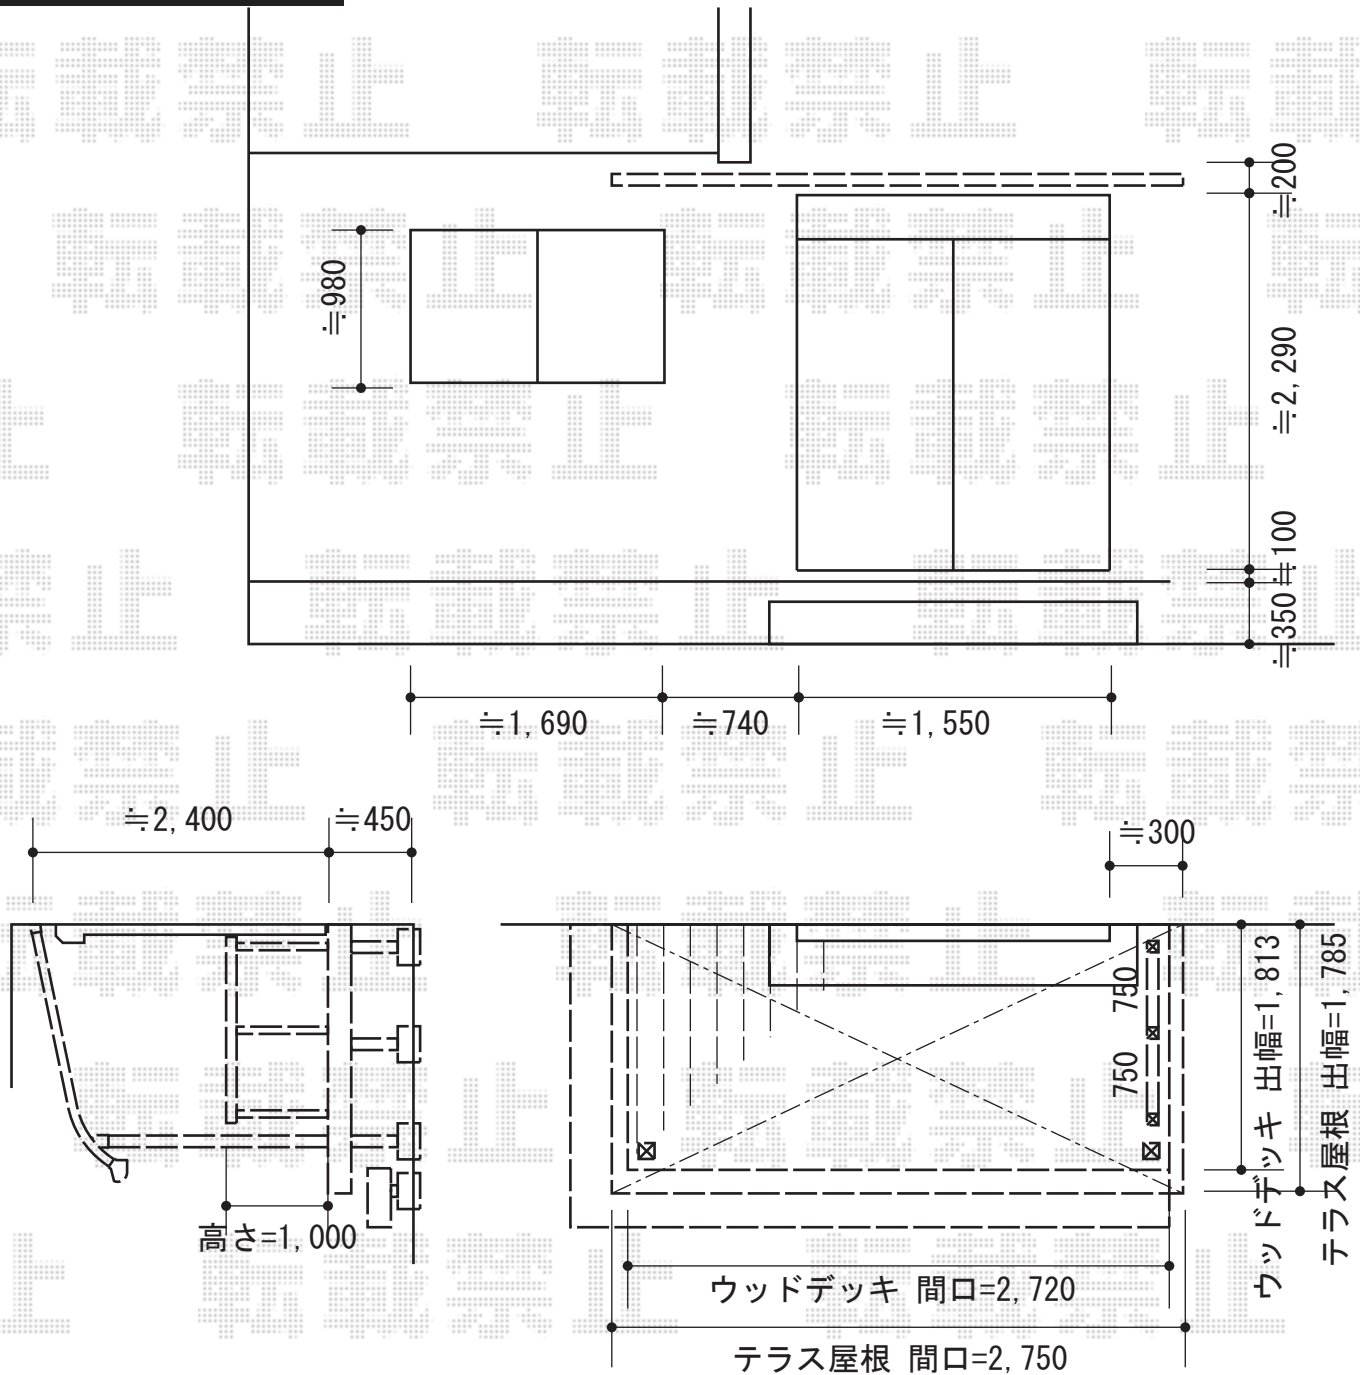 転載禁止
≒200
≒980
≒2,290
≒100
≒350
≒1,690
≒740
≒1,550
≒2,400
≒450
≒300
750
750
ウッドデッキ 出幅=1,813
テラス屋根 出幅=1,785
高さ=1,000
ウッドデッキ 間口=2,720
テラス屋根 間口=2,750